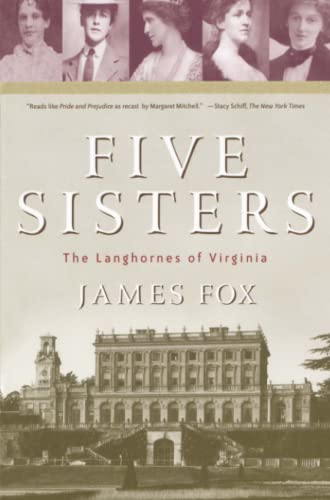 "Reads like Pride and Prejudice as recast by Margaret Mitchell." —Stacy Schiff, The New York Times
FIVE
SISTERS
The Langhornes of Virginia
JAMES FOX